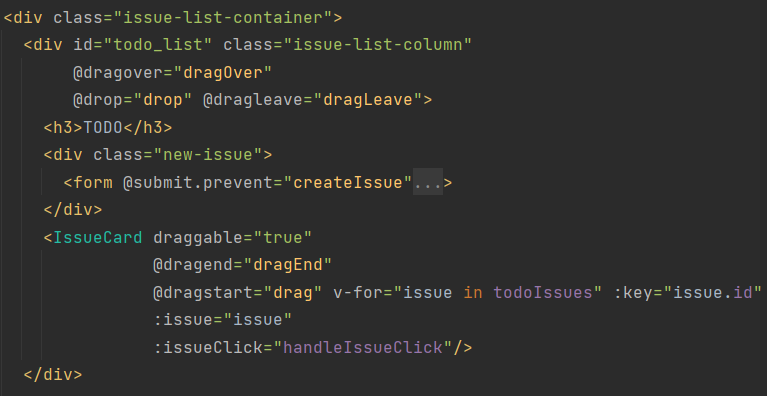 <div class="issue-list-container">
<div id="todo_list" class="issue-list-column"
@dragover="dragOver"
@drop="drop" @dragleave="dragLeave">
<h3>TODO</h3>
<div class="new-issue">
<form @submit.prevent="createIssue"...>
</div>
<IssueCard draggable="true"
@dragend="dragEnd"
@dragstart="drag" v-for="issue in todoIssues" :key="issue.id"
:issue="issue"
:issueClick="handleIssueClick"/>
</div>